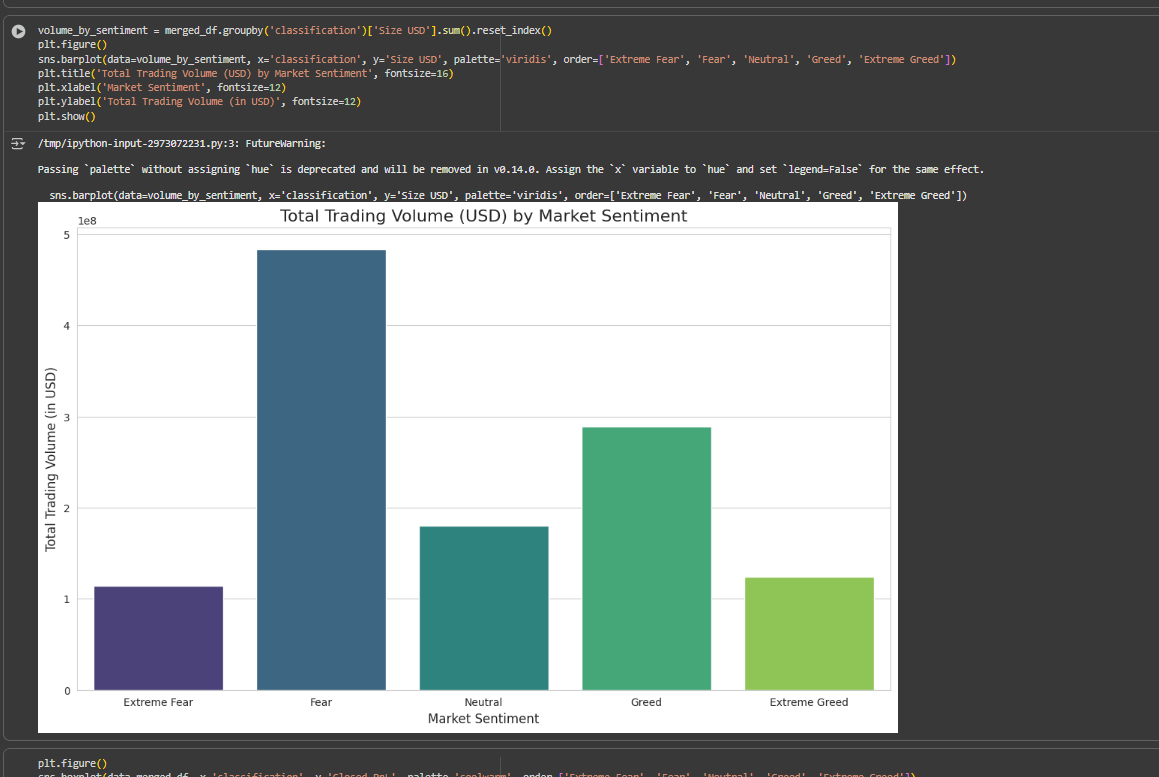 volume_by_sentiment = merged_df.groupby('classification')['Size USD'].sum().reset_index()
plt.figure()
sns.barplot(data=volume_by_sentiment, x='classification', y='Size USD', palette='viridis', order=['Extreme Fear', 'Fear', 'Neutral', 'Greed', 'Extreme Greed'])
plt.title('Total Trading Volume (USD) by Market Sentiment', fontsize=16)
plt.xlabel('Market Sentiment', fontsize=12)
plt.ylabel('Total Trading Volume (in USD)', fontsize=12)
plt.show()
/tmp/ipython-input-2973072231.py:3: FutureWarning:
Passing `palette` without assigning `hue` is deprecated and will be removed in v0.14.0. Assign the `x` variable to `hue` and set `legend=False` for the same effect.
sns.barplot(data=volume_by_sentiment, x='classification', y='Size USD', palette='viridis', order=['Extreme Fear', 'Fear', 'Neutral', 'Greed', 'Extreme Greed'])
Total Trading Volume (USD) by Market Sentiment
1e8
5
4
3
2
1
0
Total Trading Volume (in USD)
Extreme Fear Fear Neutral Greed Extreme Greed
Market Sentiment
plt.figure()